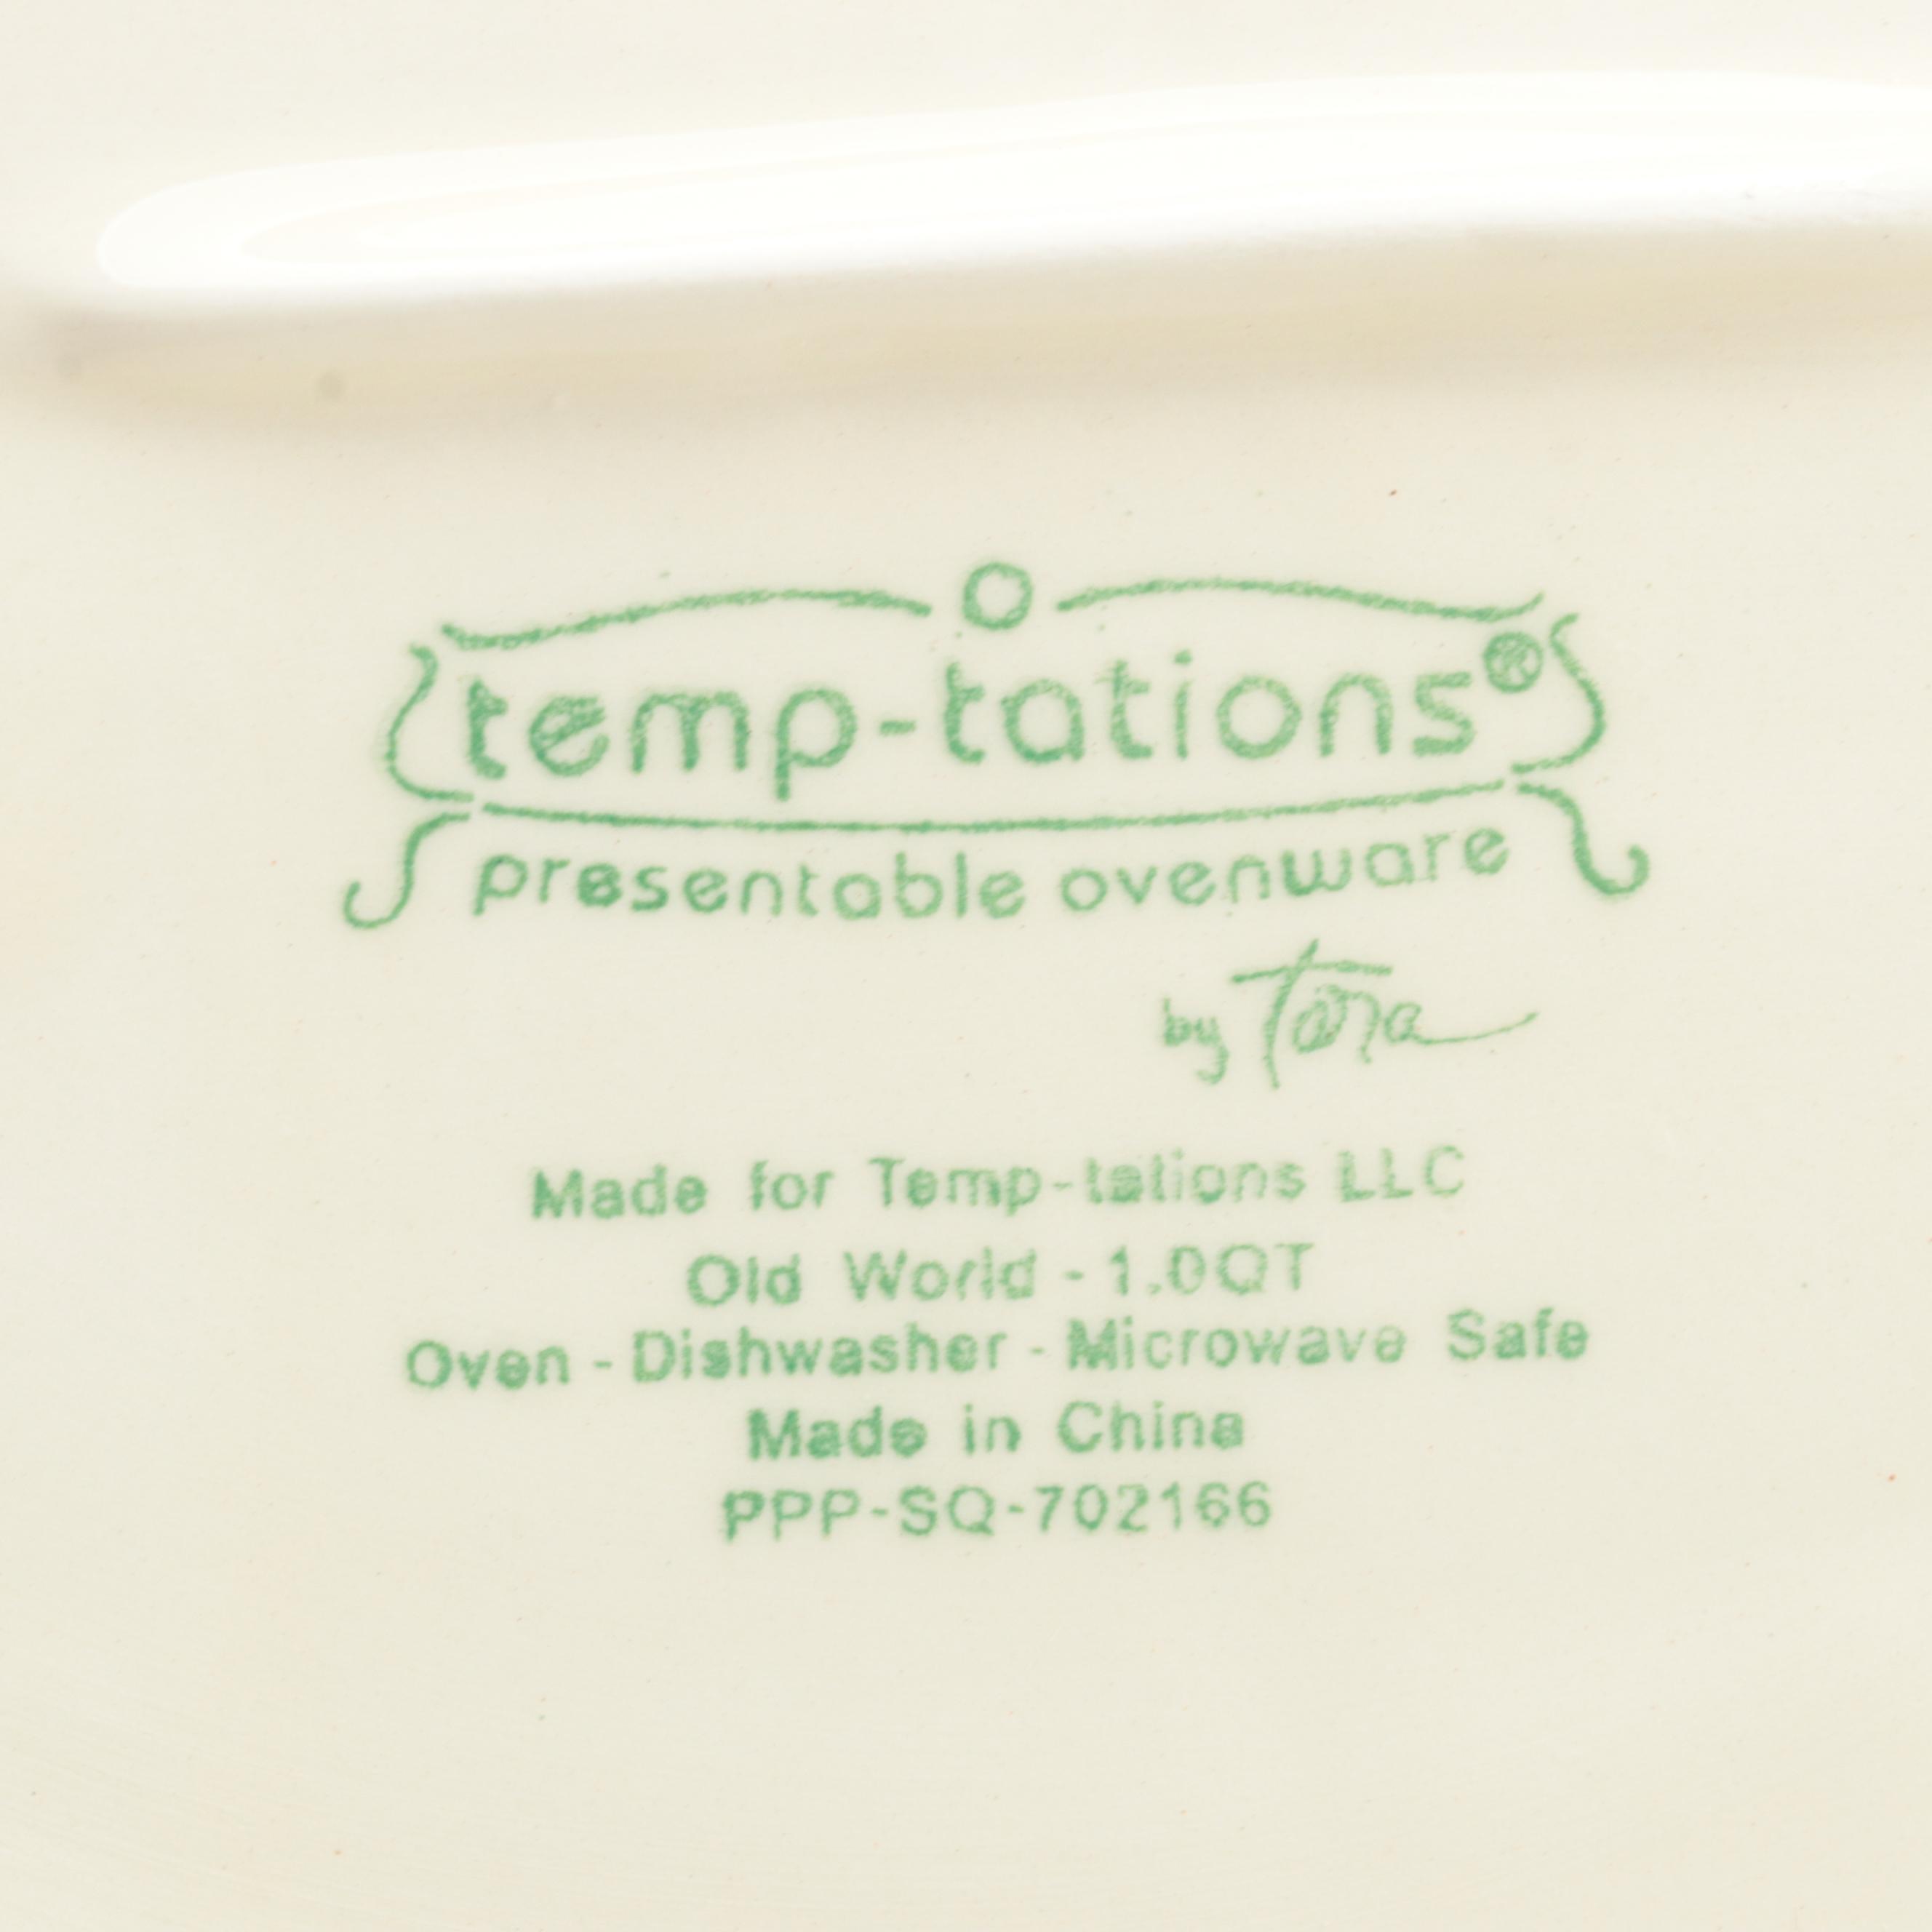 temp-tations®
presentable ovenware
by Tara
Made for Temp-tations LLC
Old World - 1.0QT
Oven - Dishwasher - Microwave Safe
Made in China
PPP-SQ-702166